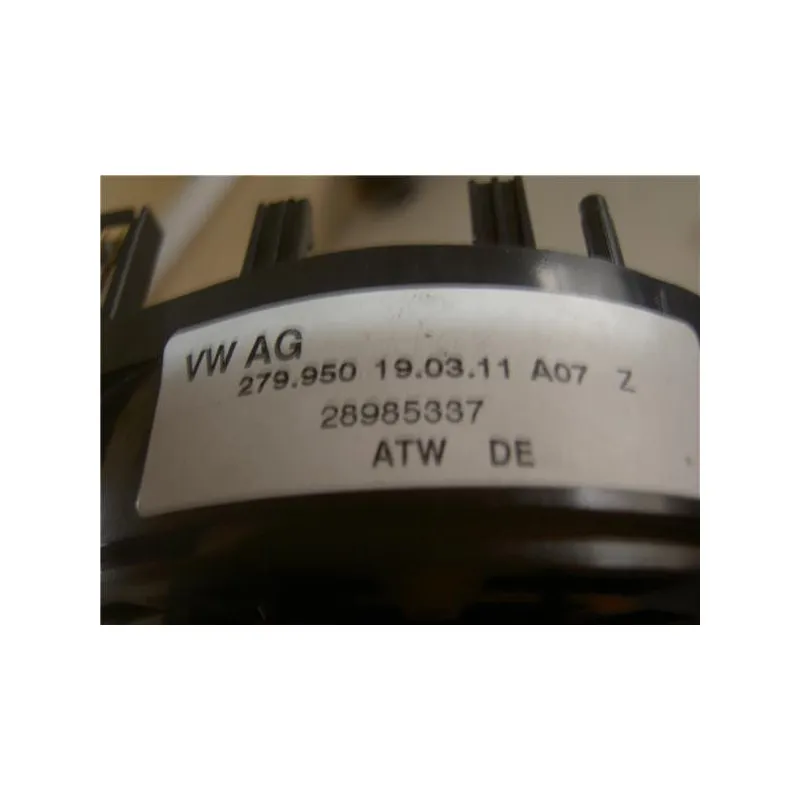 VW AG
279.950 19.03.11 A07 Z
28985337
ATW DE